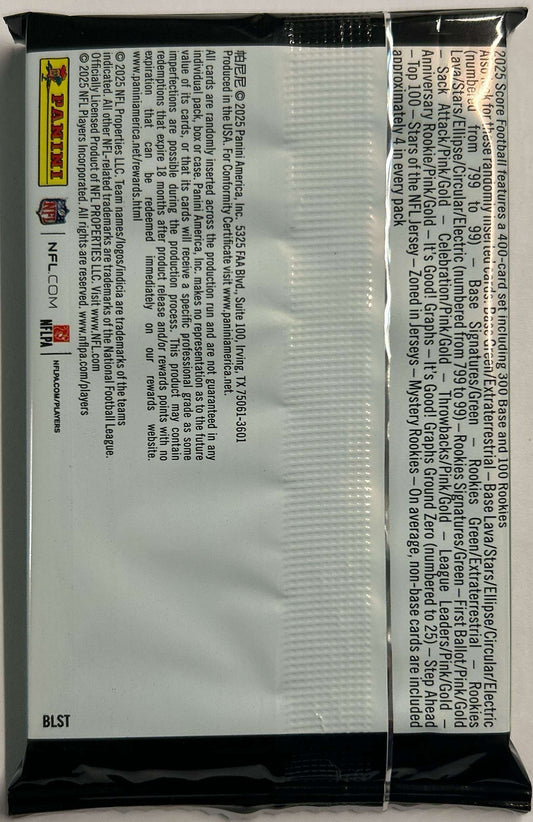 2025 Score Football features a 400-card set including 300 Base and 100 Rookies
Also look for these randomly inserted cards: Base Green/Extraterrestrial – Base Lava/Stars/Ellipse/Circular/Electric
(numbered from 799 to 99) – Base Signatures/Green – Rookies Green/Extraterrestrial – Rookies
Lava/Stars/Ellipse/Circular/Electric (numbered from 799 to 99) – Rookies Signatures/Green – First Ballot/Pink/Gold
– Sack Attack/Pink/Gold – Celebration/Pink/Gold – Throwbacks/Pink/Gold – League Leaders/Pink/Gold –
Anniversary Rookie/Pink/Gold – It's Good! Graphs – It's Good! Graphs Ground Zero (numbered to 25) – Step Ahead
– Top 100 – Stars of the NFL Jersey – Zoned in Jerseys – Mystery Rookies – On average, non-base cards are included
approximately 4 in every pack
帕尼尼 © 2025 Panini America, Inc. 5325 FAA Blvd., Suite 100, Irving, TX 75061-3601
Produced in the USA. For Conformity Certificate visit www.paniniamerica.net.
All cards are randomly inserted across the production run and are not guaranteed in any
individual pack, box or case. Panini America, Inc. makes no representation as to the future
value of its cards, or that its cards will receive a specific professional grade as some
imperfections are possible during the production process. This product may contain
redemptions that expire 18 months after product release and/or rewards points with no
expiration that can be redeemed immediately on our rewards website.
www.paniniamerica.net/rewards.html
© 2025 NFL Properties LLC. Team names/logos/indicia are trademarks of the teams
indicated. All other NFL-related trademarks are trademarks of the National Football League.
Officially Licensed Product of NFL PROPERTIES LLC. Visit www.NFL.com
© 2025 NFL Players Incorporated. All rights are reserved. www.nflpa.com/players
PANINI
NFL
NFL.COM
NFLPA
NFLPA.COM/PLAYERS
BLST